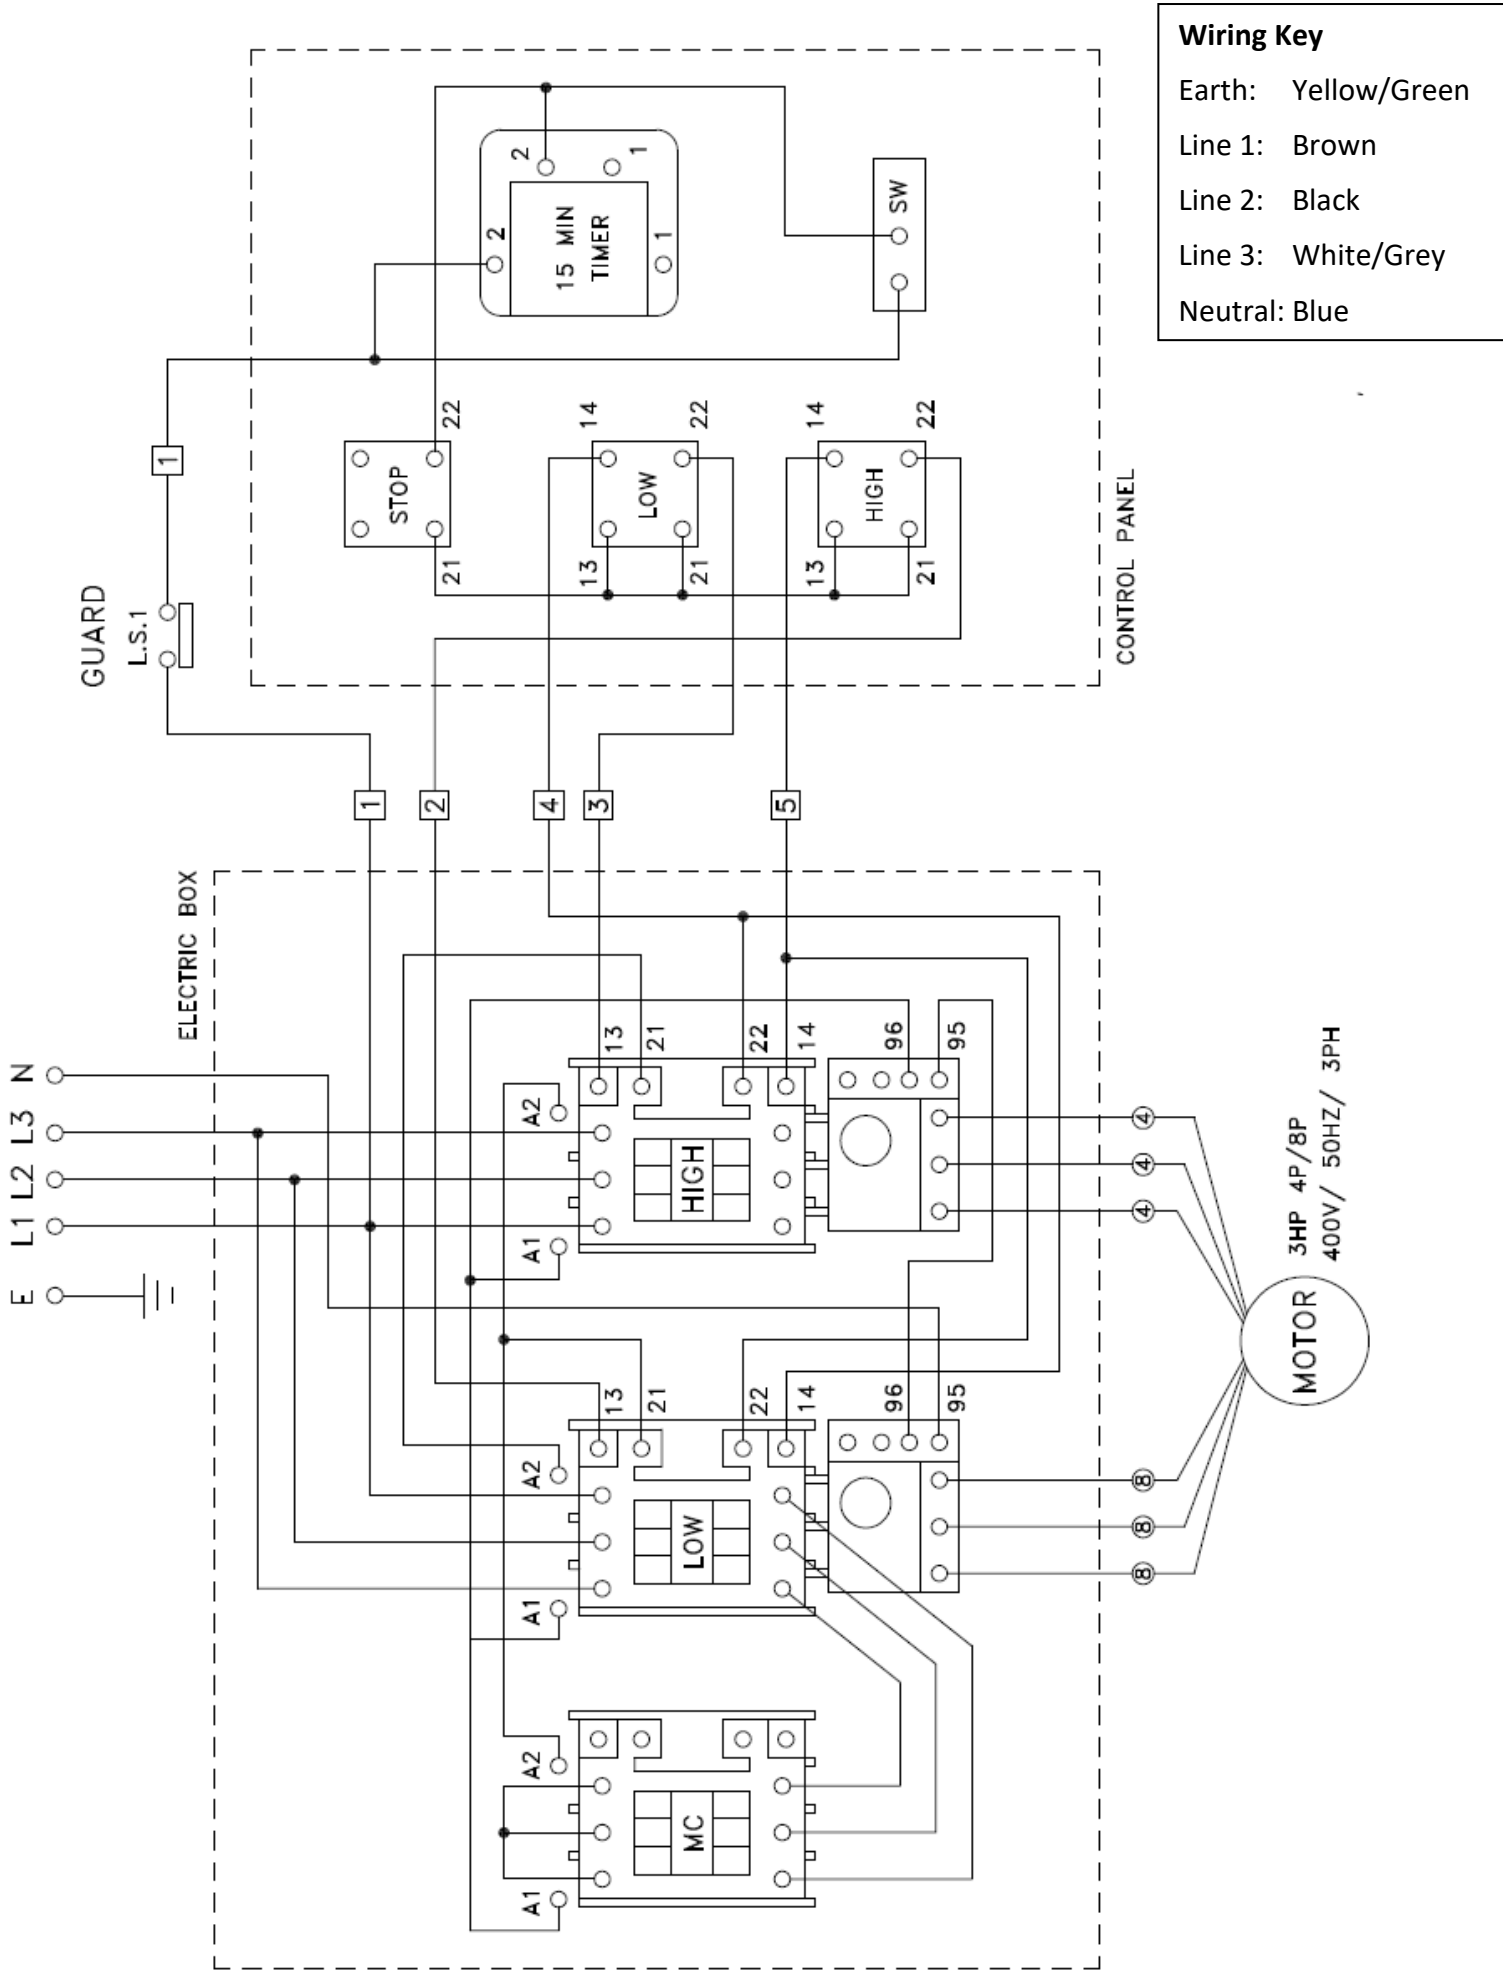 Wiring Key
Earth: Yellow/Green
Line 1: Brown
Line 2: Black
Line 3: White/Grey
Neutral: Blue
GUARD
L.S.1
1
CONTROL PANEL
15 MIN
TIMER
2
2
1
1
SW
STOP
22
21
LOW
14
22
13
21
HIGH
14
22
13
21
1
2
4
3
5
ELECTRIC BOX
E
L1
L2
L3
N
HIGH
A1
A2
13
21
22
14
96
95
LOW
A1
A2
13
21
22
14
96
95
MC
A1
A2
4
4
4
8
8
8
MOTOR
3HP 4P/8P
400V/ 50HZ/ 3PH